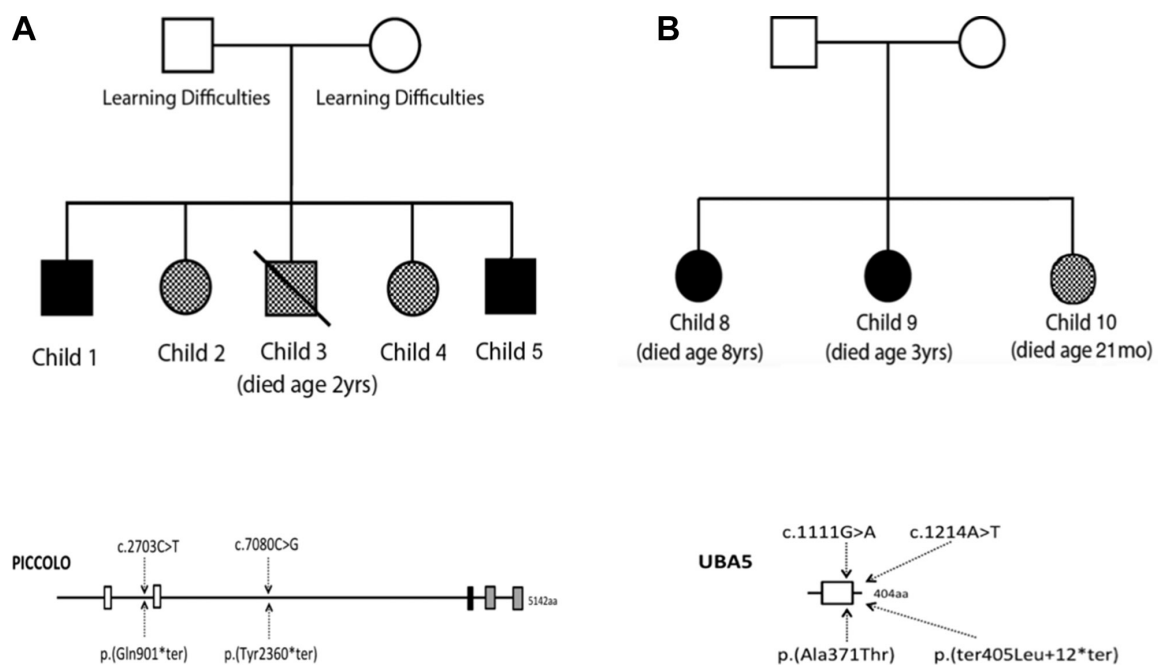 A
B
Learning Difficulties
Learning Difficulties
Child 1
Child 2
Child 3
(died age 2yrs)
Child 4
Child 5
Child 8
(died age 8yrs)
Child 9
(died age 3yrs)
Child 10
(died age 21mo)
PICCOLO
c.2703C>T
c.7080C>G
5142aa
p.(Gln901*ter)
p.(Tyr2360*ter)
UBA5
c.1111G>A
c.1214A>T
404aa
p.(Ala371Thr)
p.(ter405Leu+12*ter)